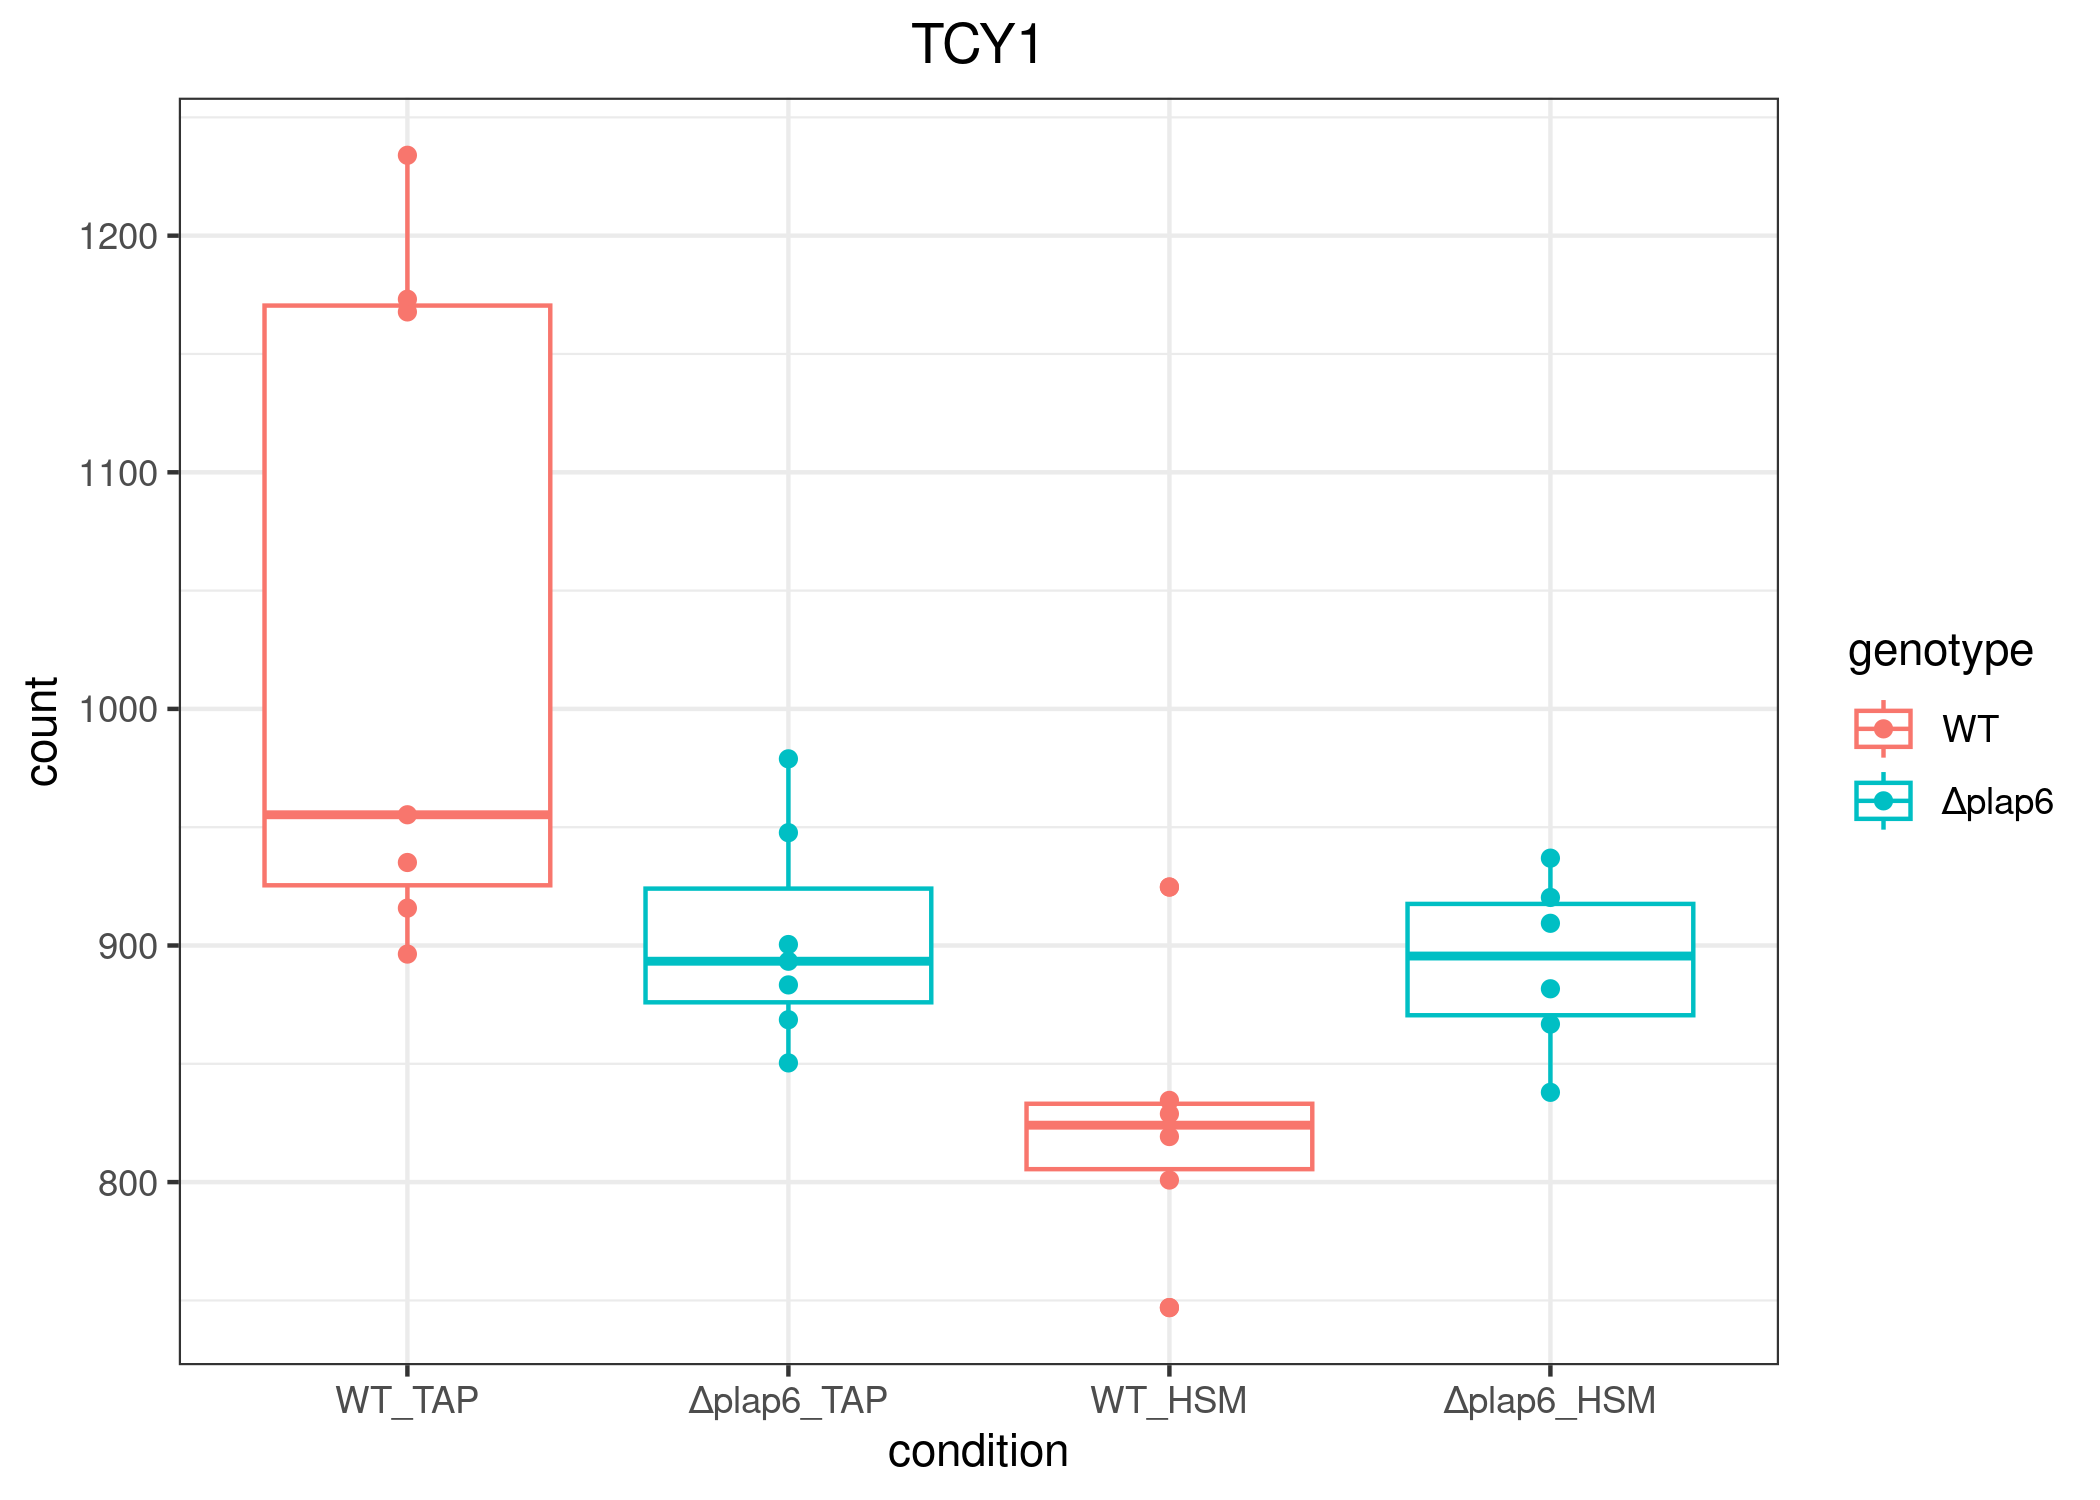 TCY1
count
1200
1100
1000
900
800
WT_TAP
Δplap6_TAP
WT_HSM
Δplap6_HSM
condition
genotype
WT
Δplap6